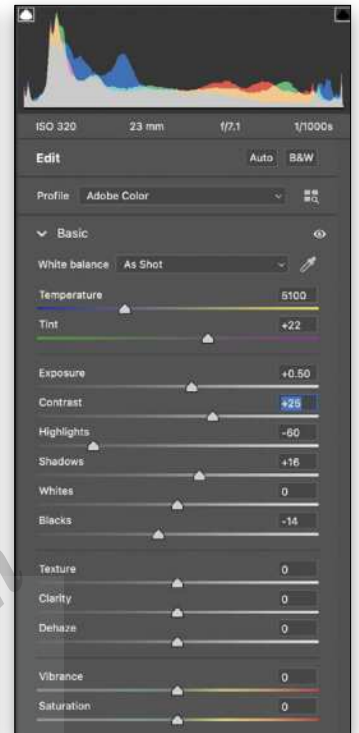 ISO 320 23 mm f/7.1 1/1000s
Edit Auto B&W
Profile Adobe Color
Basic
White balance As Shot
Temperature 5100
Tint +22
Exposure +0.50
Contrast +25
Highlights -60
Shadows +16
Whites 0
Blacks -14
Texture 0
Clarity 0
Dehaze 0
Vibrance 0
Saturation 0